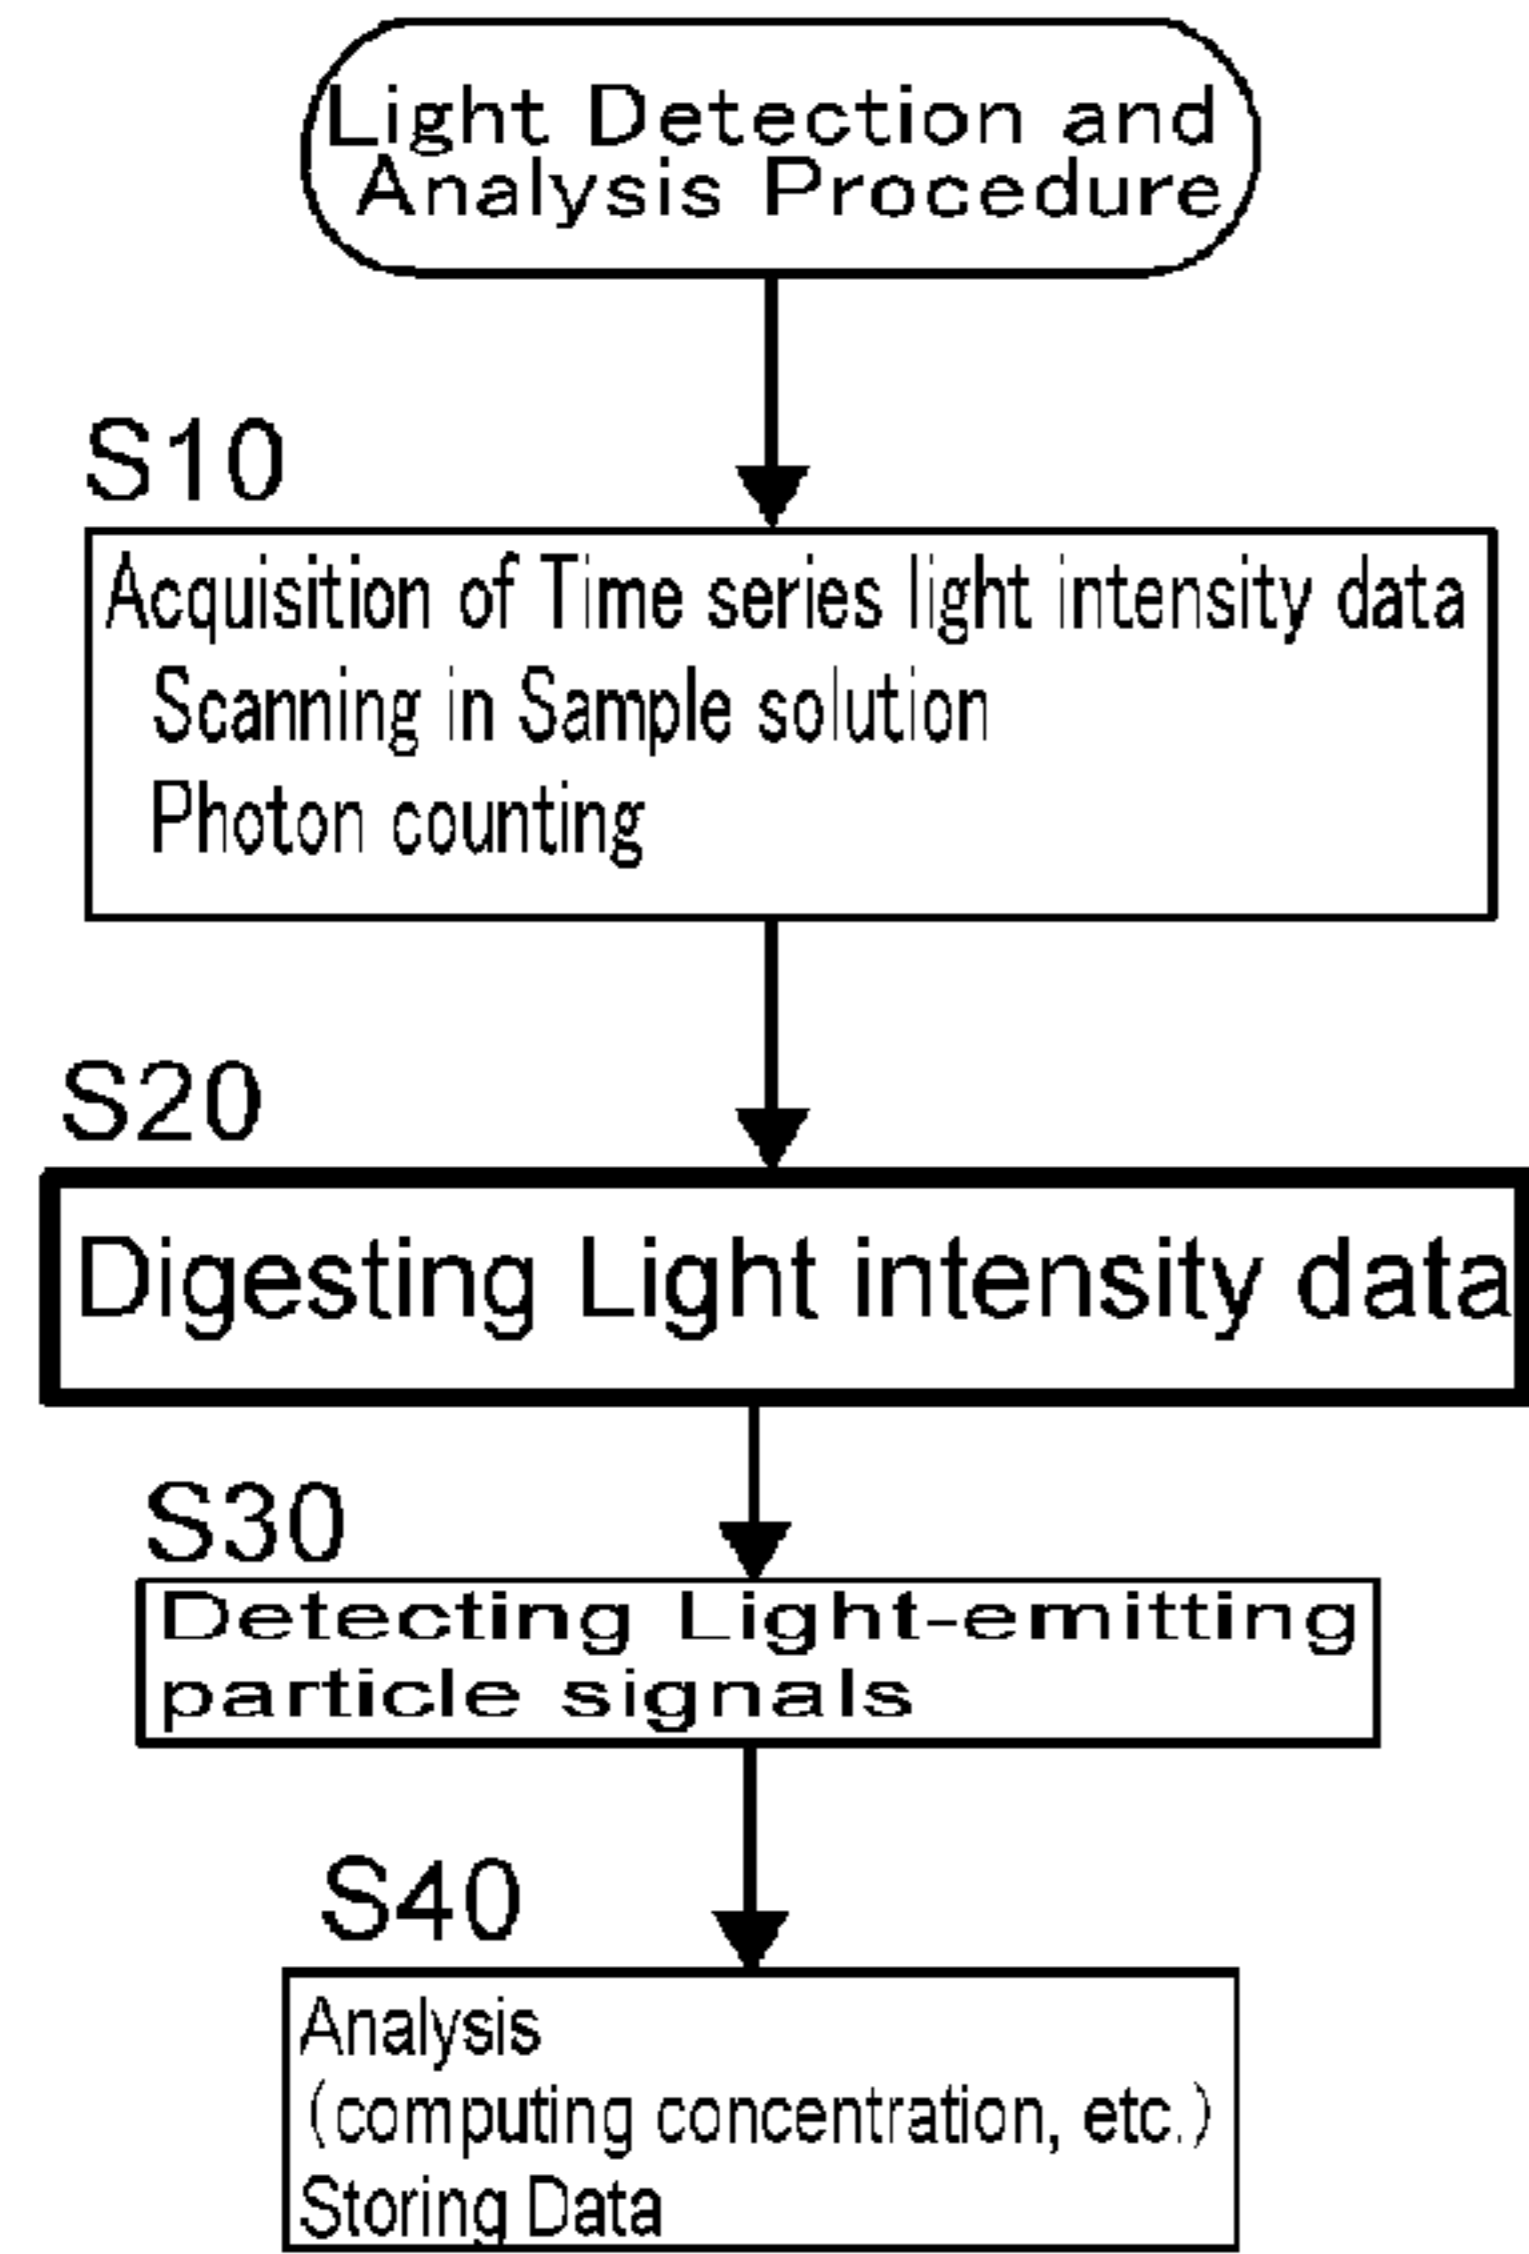 Light Detection and
Analysis Procedure
S10
Acquisition of Time series light intensity data
Scanning in Sample solution
Photon counting
S20
Digesting Light intensity data
S30
Detecting Light-emitting
particle signals
S40
Analysis
(computing concentration, etc.)
Storing Data